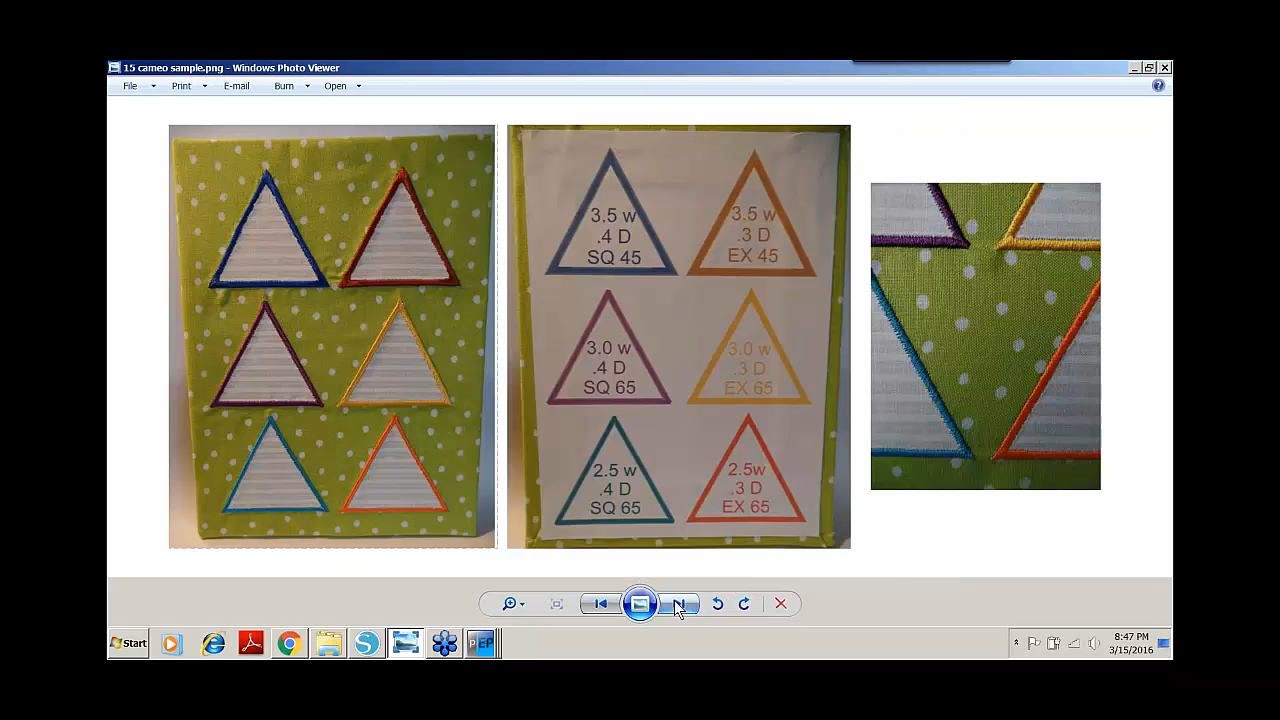 15 cameo sample.png - Windows Photo Viewer
File Print E-mail Burn Open
3.5 w
.4 D
SQ 45
3.5 w
.3 D
EX 45
3.0 w
.4 D
SQ 65
3.0 w
.3 D
EX 65
2.5 w
.4 D
SQ 65
2.5w
.3 D
EX 65
Start
PEP
8:47 PM
3/15/2016